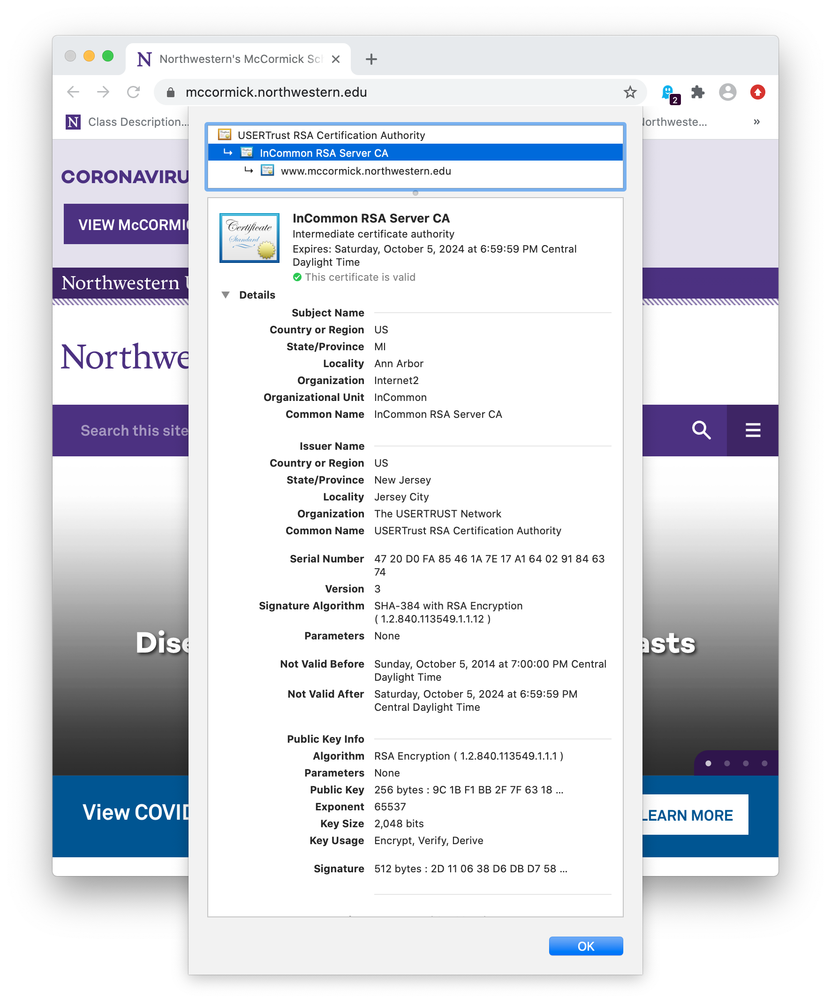 N Northwestern's McCormick Sc
mccormick.northwestern.edu
2
N Class Description...
Northweste... »
USERTrust RSA Certification Authority
InCommon RSA Server CA
www.mccormick.northwestern.edu
CORONAVIRU
VIEW McCORMIC
Certificate
Standard
InCommon RSA Server CA
Intermediate certificate authority
Expires: Saturday, October 5, 2024 at 6:59:59 PM Central
Daylight Time
This certificate is valid
Northwestern U
Details
Subject Name
Country or Region US
State/Province MI
Northwe
Locality Ann Arbor
Organization Internet2
Organizational Unit InCommon
Common Name InCommon RSA Server CA
Search this site
Issuer Name
Country or Region US
State/Province New Jersey
Locality Jersey City
Organization The USERTRUST Network
Common Name USERTrust RSA Certification Authority
Serial Number 47 20 D0 FA 85 46 1A 7E 17 A1 64 02 91 84 63
74
Version 3
Signature Algorithm SHA-384 with RSA Encryption
( 1.2.840.113549.1.1.12 )
Parameters None
Dise
asts
Not Valid Before Sunday, October 5, 2014 at 7:00:00 PM Central
Daylight Time
Not Valid After Saturday, October 5, 2024 at 6:59:59 PM
Central Daylight Time
Public Key Info
Algorithm RSA Encryption ( 1.2.840.113549.1.1.1 )
Parameters None
Public Key 256 bytes : 9C 1B F1 BB 2F 7F 63 18 ...
Exponent 65537
Key Size 2,048 bits
Key Usage Encrypt, Verify, Derive
View COVID
LEARN MORE
Signature 512 bytes : 2D 11 06 38 D6 DB D7 58 ...
OK